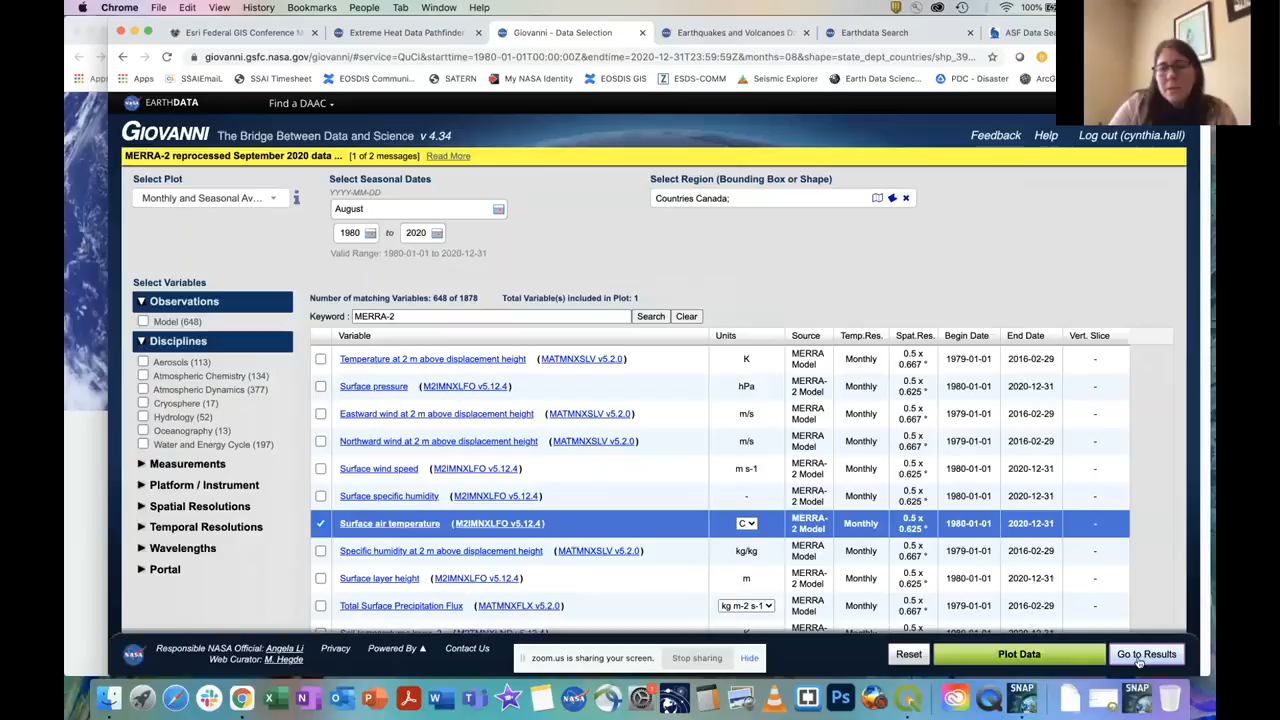 Chrome File Edit View History Bookmarks People Tab Window Help 100%
Esri Federal GIS Conference M
Extreme Heat Data Pathfinder
Giovanni - Data Selection
Earthquakes and Volcanoes D
Earthdata Search
ASF Data Sea
giovanni.gsfc.nasa.gov/giovanni/#service=QuCl&starttime=1980-01-01T00:00:00Z&endtime=2020-12-31T23:59:59Z&months=08&shape=state_dept_countries/shp_39...
Apps SSAIEmail SSAI Timesheet EOSDIS Communi... SATERN My NASA Identity EOSDIS GIS ESDS-COMM Seismic Explorer Earth Data Scienc... PDC - Disaster ArcG
EARTHDATA Find a DAAC
GIOVANNI The Bridge Between Data and Science v 4.34 Feedback Help Log out (cynthia.hall)
MERRA-2 reprocessed September 2020 data ... [1 of 2 messages] Read More
Select Plot Select Seasonal Dates Select Region (Bounding Box or Shape)
YYYY-MM-DD
Monthly and Seasonal Av... Countries Canada;
August
1980 to 2020
Valid Range: 1980-01-01 to 2020-12-31
Select Variables
Observations
Model (648)
Disciplines
Aerosols (113)
Atmospheric Chemistry (134)
Atmospheric Dynamics (377)
Cryosphere (17)
Hydrology (52)
Oceanography (13)
Water and Energy Cycle (197)
Measurements
Platform / Instrument
Spatial Resolutions
Temporal Resolutions
Wavelengths
Portal
Number of matching Variables: 648 of 1878 Total Variable(s) included in Plot: 1
Keyword : MERRA-2 Search Clear
Variable Units Source Temp.Res. Spat.Res. Begin Date End Date Vert. Slice
Temperature at 2 m above displacement height (MATMNXSLV v5.2.0) K MERRA Model Monthly 0.5 x 0.667 ° 1979-01-01 2016-02-29 -
Surface pressure (M2IMNXLFO v5.12.4) hPa MERRA-2 Model Monthly 0.5 x 0.625 ° 1980-01-01 2020-12-31 -
Eastward wind at 2 m above displacement height (MATMNXSLV v5.2.0) m/s MERRA Model Monthly 0.5 x 0.667 ° 1979-01-01 2016-02-29 -
Northward wind at 2 m above displacement height (MATMNXSLV v5.2.0) m/s MERRA Model Monthly 0.5 x 0.667 ° 1979-01-01 2016-02-29 -
Surface wind speed (M2IMNXLFO v5.12.4) m s-1 MERRA-2 Model Monthly 0.5 x 0.625 ° 1980-01-01 2020-12-31 -
Surface specific humidity (M2IMNXLFO v5.12.4) - MERRA-2 Model Monthly 0.5 x 0.625 ° 1980-01-01 2020-12-31 -
Surface air temperature (M2IMNXLFO v5.12.4) C MERRA-2 Model Monthly 0.5 x 0.625 ° 1980-01-01 2020-12-31 -
Specific humidity at 2 m above displacement height (MATMNXSLV v5.2.0) kg/kg MERRA Model Monthly 0.5 x 0.667 ° 1979-01-01 2016-02-29 -
Surface layer height (M2IMNXLFO v5.12.4) m MERRA-2 Model Monthly 0.5 x 0.625 ° 1980-01-01 2020-12-31 -
Total Surface Precipitation Flux (MATMNXFLX v5.2.0) kg m-2 s-1 MERRA Model Monthly 0.5 x 0.667 ° 1979-01-01 2016-02-29 -
MERRA 0.5 x
Responsible NASA Official: Angela Li Privacy Powered By Contact Us
Web Curator: M. Hegde
zoom.us is sharing your screen. Stop sharing Hide
Reset Plot Data Go to Results
SNAP SNAP